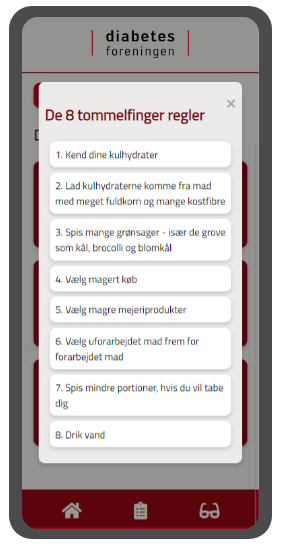 diabetes
foreningen
×
De 8 tommelfinger regler
1. Kend dine kulhydrater
2. Lad kulhydraterne komme fra mad
med meget fuldkorn og mange kostfibre
3. Spis mange grønsager - især de grove
som kål, brocolli og blomkål
4. Vælg magert køb
5. Vælg magre mejeriprodukter
6. Vælg uforarbejdet mad frem for
forarbejdet mad
7. Spis mindre portioner, hvis du vil tabe
dig
8. Drik vand